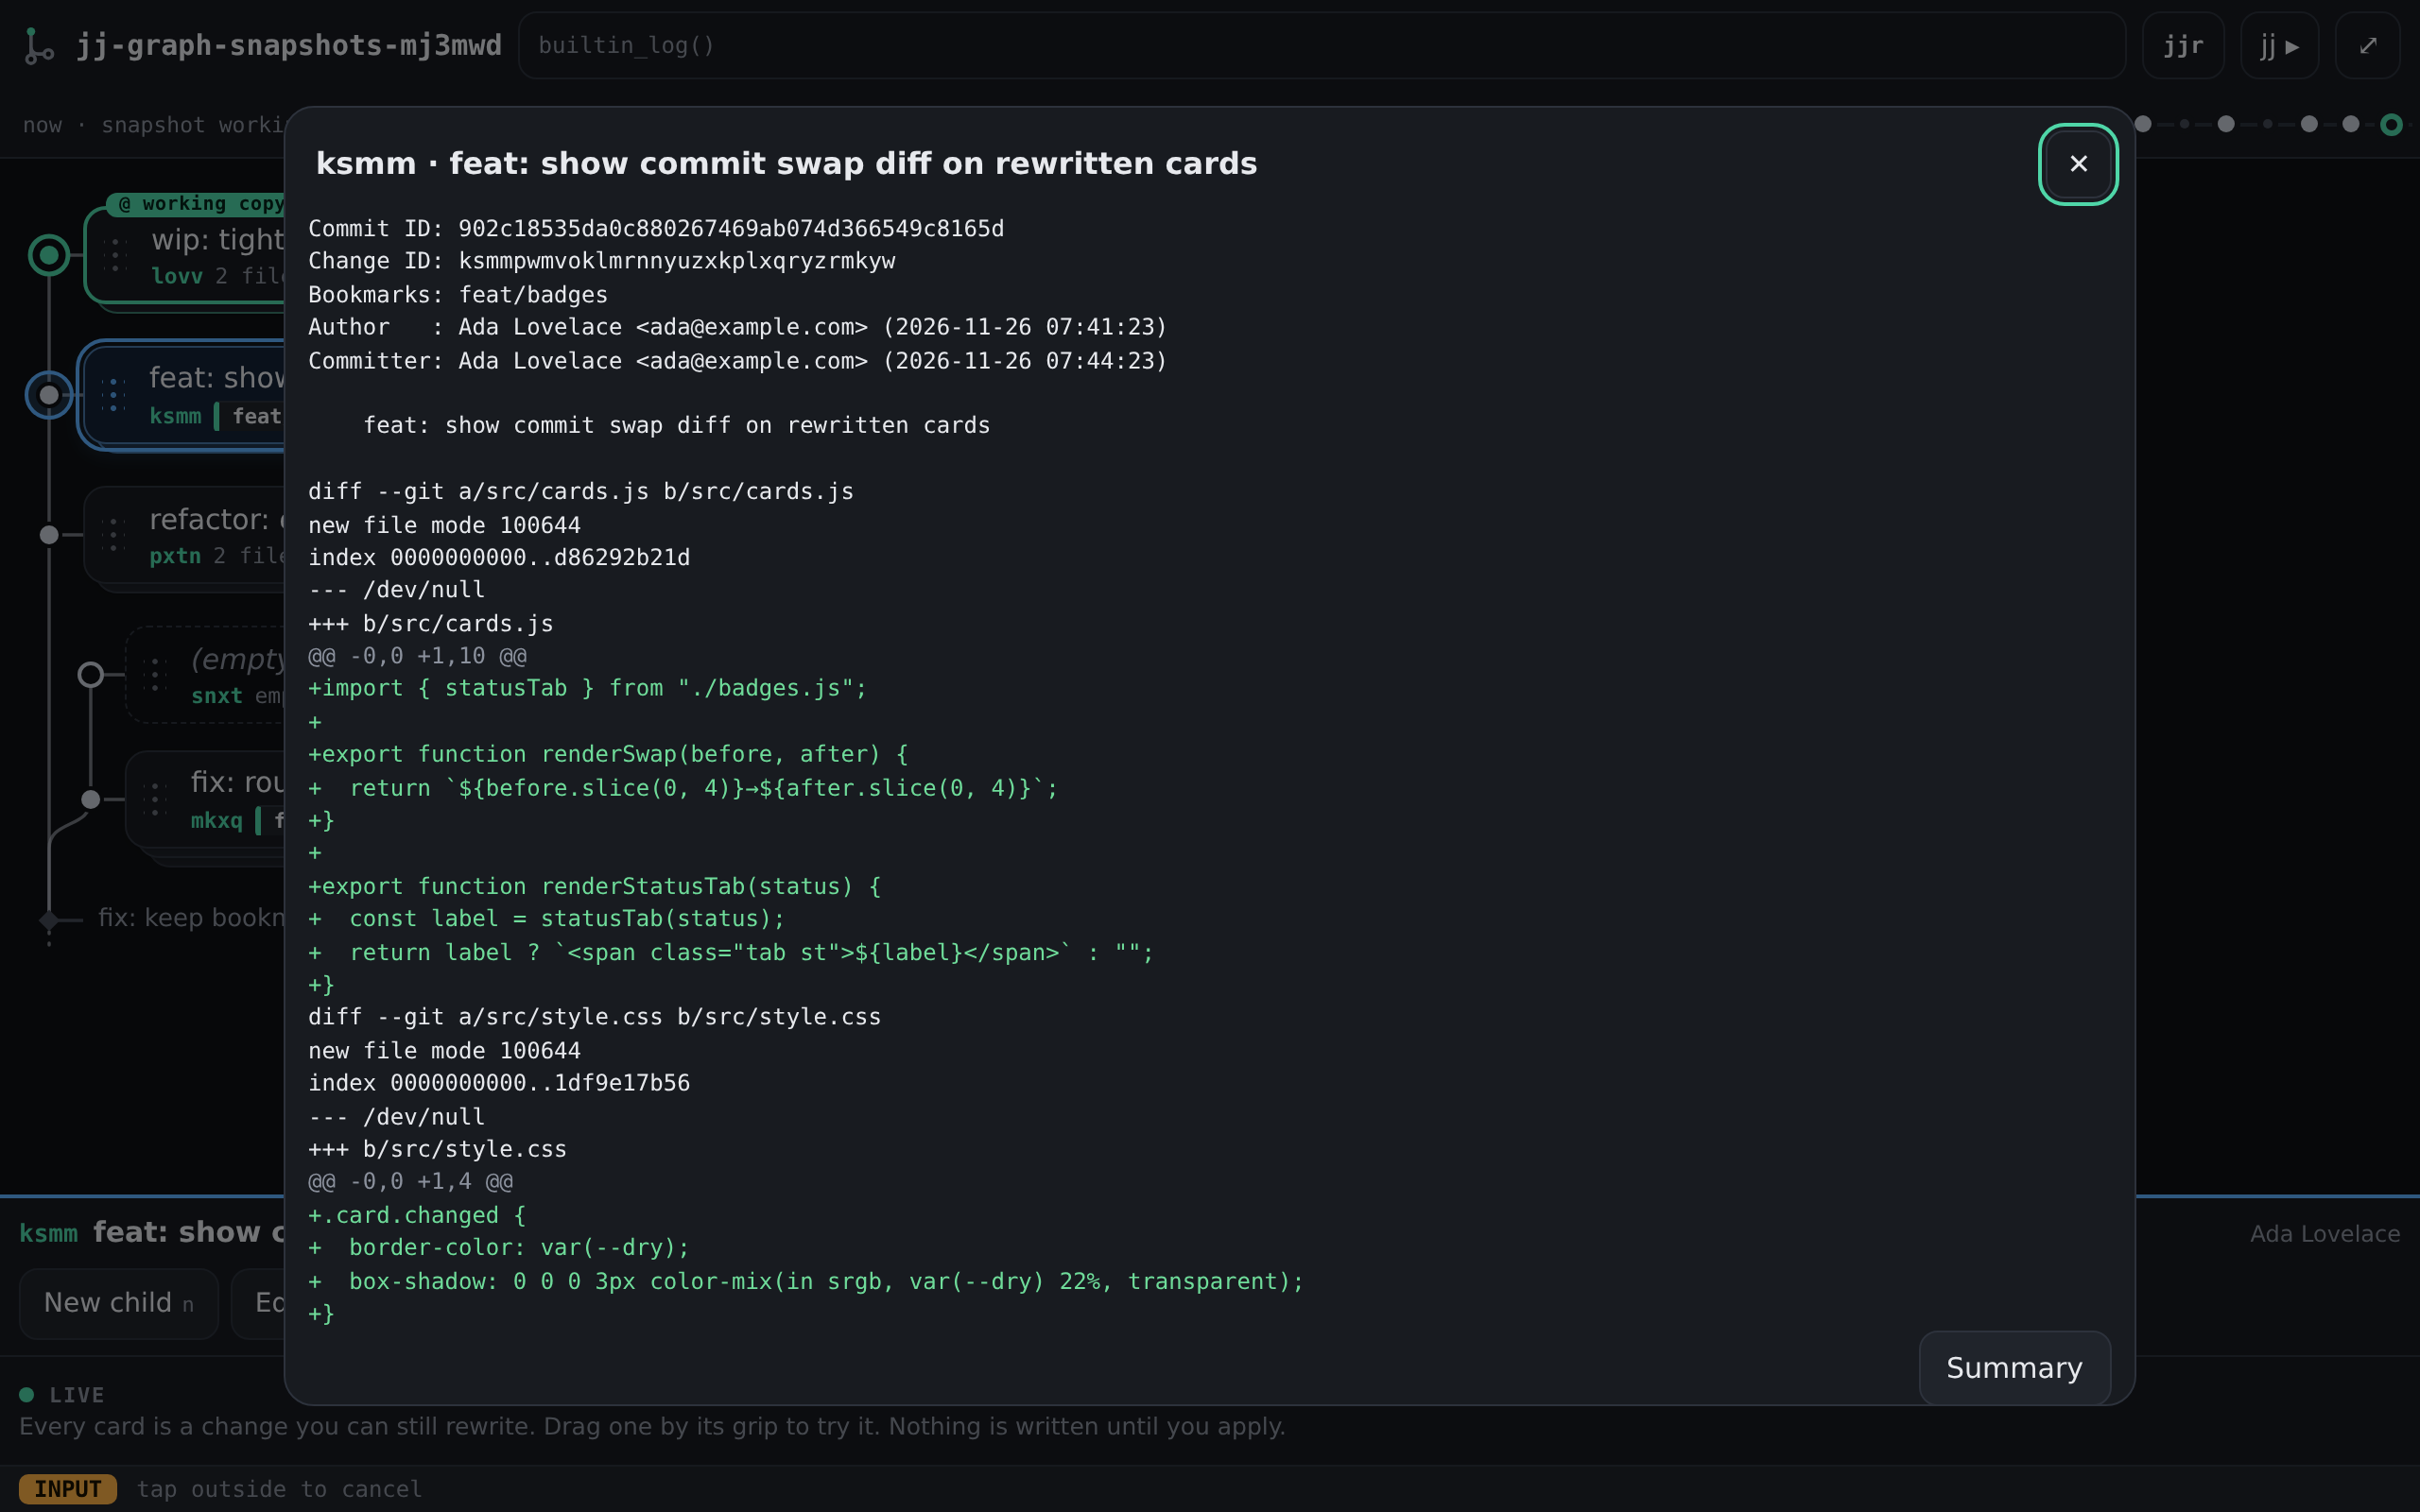 jj-graph-snapshots-mj3mwd
builtin_log()
jjr
jj ▶
⤢
now · snapshot worki
@ working copy
wip: tight
lovv 2 file
feat: show
ksmm feat
refactor:
pxtn 2 file
(empty
snxt emp
fix: rou
mkxq f
fix: keep bookm
ksmm · feat: show commit swap diff on rewritten cards
✕
Commit ID: 902c18535da0c880267469ab074d366549c8165d
Change ID: ksmmpwmvoklmrnnyuzxkplxqryzrmkyw
Bookmarks: feat/badges
Author   : Ada Lovelace <ada@example.com> (2026-11-26 07:41:23)
Committer: Ada Lovelace <ada@example.com> (2026-11-26 07:44:23)
    feat: show commit swap diff on rewritten cards
diff --git a/src/cards.js b/src/cards.js
new file mode 100644
index 0000000000..d86292b21d
--- /dev/null
+++ b/src/cards.js
@@ -0,0 +1,10 @@
+import { statusTab } from "./badges.js";
+
+export function renderSwap(before, after) {
+  return `${before.slice(0, 4)}→${after.slice(0, 4)}`;
+}
+
+export function renderStatusTab(status) {
+  const label = statusTab(status);
+  return label ? `<span class="tab st">${label}</span>` : "";
+}
diff --git a/src/style.css b/src/style.css
new file mode 100644
index 0000000000..1df9e17b56
--- /dev/null
+++ b/src/style.css
@@ -0,0 +1,4 @@
+.card.changed {
+  border-color: var(--dry);
+  box-shadow: 0 0 0 3px color-mix(in srgb, var(--dry) 22%, transparent);
+}
Summary
ksmm feat: show c
Ada Lovelace
New child n
Ed
LIVE
Every card is a change you can still rewrite. Drag one by its grip to try it. Nothing is written until you apply.
INPUT tap outside to cancel